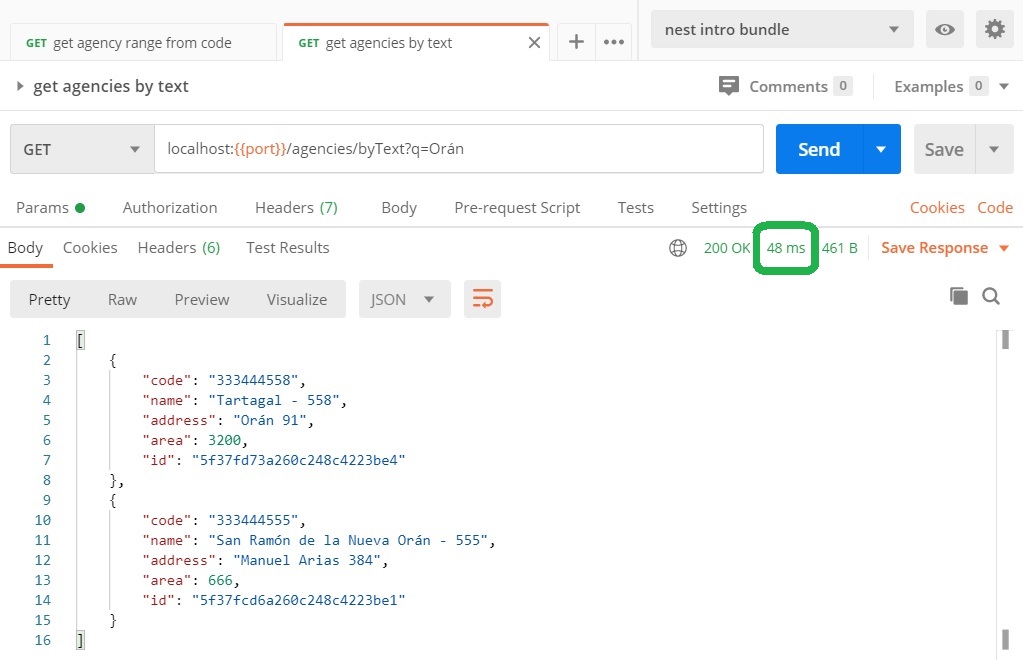 GET get agency range from code
GET get agencies by text
nest intro bundle
get agencies by text
Comments 0
Examples 0
GET
localhost:{{port}}/agencies/byText?q=Orán
Send
Save
Params
Authorization
Headers (7)
Body
Pre-request Script
Tests
Settings
Cookies
Code
Body
Cookies
Headers (6)
Test Results
200 OK
48 ms
461 B
Save Response
Pretty
Raw
Preview
Visualize
JSON
1 [
2 {
3 "code": "333444558",
4 "name": "Tartagal - 558",
5 "address": "Orán 91",
6 "area": 3200,
7 "id": "5f37fd73a260c248c4223be4"
8 },
9 {
10 "code": "333444555",
11 "name": "San Ramón de la Nueva Orán - 555",
12 "address": "Manuel Arias 384",
13 "area": 666,
14 "id": "5f37fcd6a260c248c4223be1"
15 }
16 ]